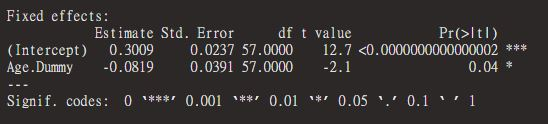 Fixed effects:
Estimate Std. Error df t value Pr(>|t|)
(Intercept) 0.3009 0.0237 57.0000 12.7 <0.0000000000000002 ***
Age.Dummy -0.0819 0.0391 57.0000 -2.1 0.04 *
---
Signif. codes: 0 ‵***′ 0.001 ‵**′ 0.01 ‵*′ 0.05 ‵.′ 0.1 ‵ ′ 1